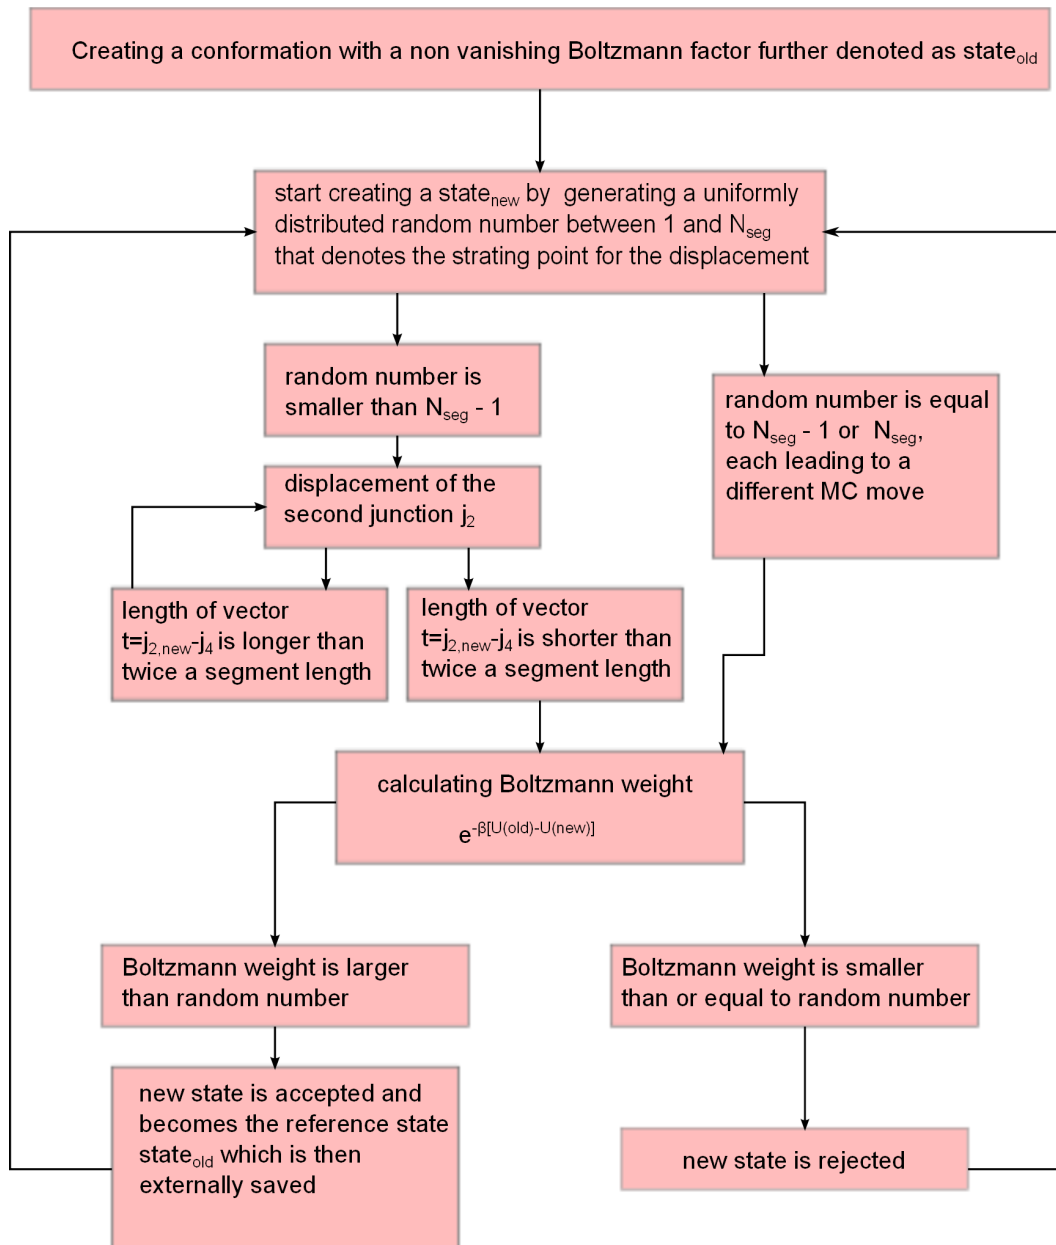 Creating a conformation with a non vanishing Boltzmann factor further denoted as state_old
start creating a state_new by generating a uniformly
distributed random number between 1 and N_seg
that denotes the strating point for the displacement
random number is
smaller than N_seg - 1
random number is equal
to N_seg - 1 or N_seg,
each leading to a
different MC move
displacement of the
second junction j_2
length of vector
t=j_2,new-j_4 is longer than
twice a segment length
length of vector
t=j_2,new-j_4 is shorter than
twice a segment length
calculating Boltzmann weight
e^-β[U(old)-U(new)]
Boltzmann weight is larger
than random number
Boltzmann weight is smaller
than or equal to random number
new state is accepted and
becomes the reference state
state_old which is then
externally saved
new state is rejected